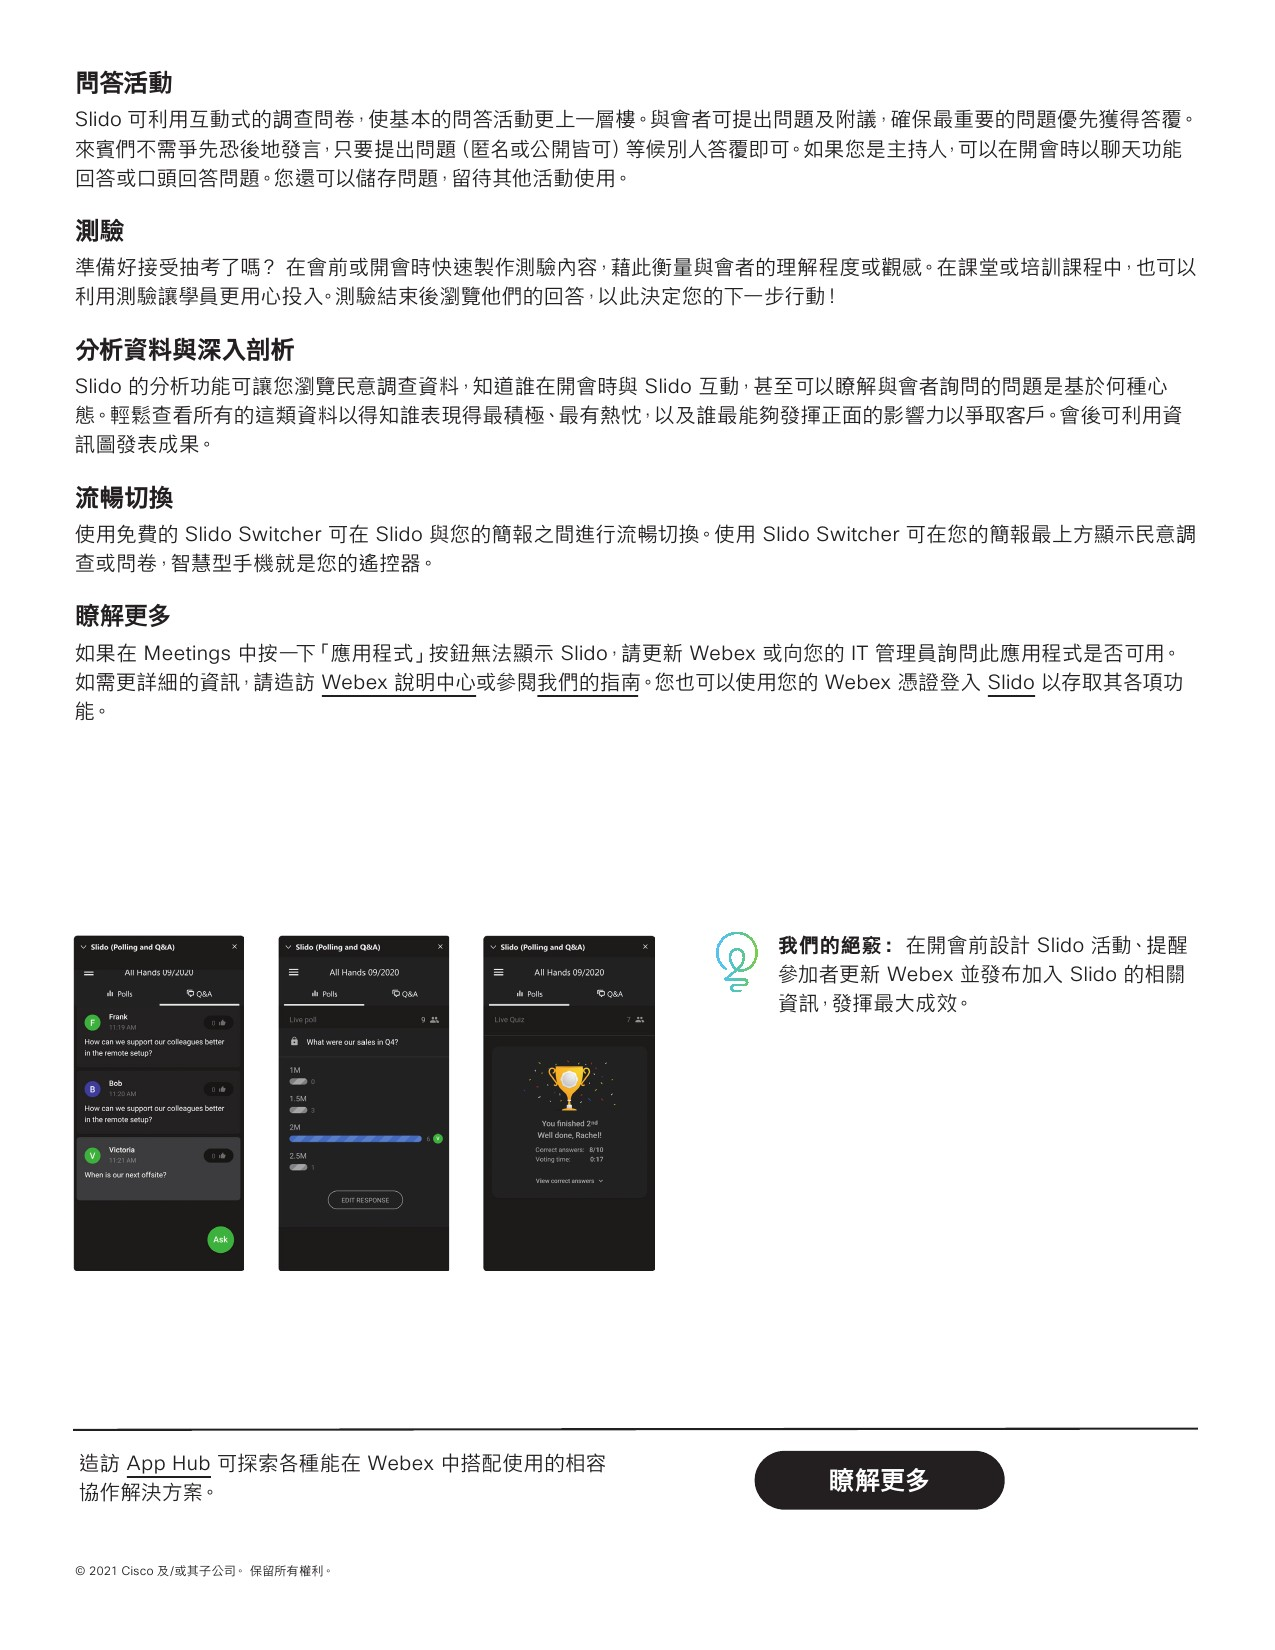 問答活動
Slido 可利用互動式的調查問卷，使基本的問答活動更上一層樓。與會者可提出問題及附議，確保最重要的問題優先獲得答覆。
來賓們不需爭先恐後地發言，只要提出問題（匿名或公開皆可）等候別人答覆即可。如果您是主持人，可以在開會時以聊天功能
回答或口頭回答問題。您還可以儲存問題，留待其他活動使用。
測驗
準備好接受抽考了嗎？ 在會前或開會時快速製作測驗內容，藉此衡量與會者的理解程度或觀感。在課堂或培訓課程中，也可以
利用測驗讓學員更用心投入。測驗結束後瀏覽他們的回答，以此決定您的下一步行動！
分析資料與深入剖析
Slido 的分析功能可讓您瀏覽民意調查資料，知道誰在開會時與 Slido 互動，甚至可以瞭解與會者詢問的問題是基於何種心
態。輕鬆查看所有的這類資料以得知誰表現得最積極、最有熱忱，以及誰最能夠發揮正面的影響力以爭取客戶。會後可利用資
訊圖發表成果。
流暢切換
使用免費的 Slido Switcher 可在 Slido 與您的簡報之間進行流暢切換。使用 Slido Switcher 可在您的簡報最上方顯示民意調
查或問卷，智慧型手機就是您的遙控器。
瞭解更多
如果在 Meetings 中按一下「應用程式」按鈕無法顯示 Slido，請更新 Webex 或向您的 IT 管理員詢問此應用程式是否可用。
如需更詳細的資訊，請造訪 Webex 說明中心或參閱我們的指南。您也可以使用您的 Webex 憑證登入 Slido 以存取其各項功
能。
Slido (Polling and Q&A)
All Hands 09/2020
Polls Q&A
F Frank 0
11:19 AM
How can we support our colleagues better
in the remote setup?
B Bob 0
11:20 AM
How can we support our colleagues better
in the remote setup?
V Victoria 0
11:21 AM
When is our next offsite?
Ask
Slido (Polling and Q&A)
All Hands 09/2020
Polls Q&A
Live poll 9
What were our sales in Q4?
1M
0
1.5M
3
2M
6 V
2.5M
1
EDIT RESPONSE
Slido (Polling and Q&A)
All Hands 09/2020
Polls Q&A
Live Quiz 7
You finished 2nd
Well done, Rachel!
Correct answers: 8/10
Voting time: 0:17
View correct answers
我們的絕竅： 在開會前設計 Slido 活動、提醒
參加者更新 Webex 並發布加入 Slido 的相關
資訊，發揮最大成效。
造訪 App Hub 可探索各種能在 Webex 中搭配使用的相容
協作解決方案。
瞭解更多
© 2021 Cisco 及/或其子公司。 保留所有權利。